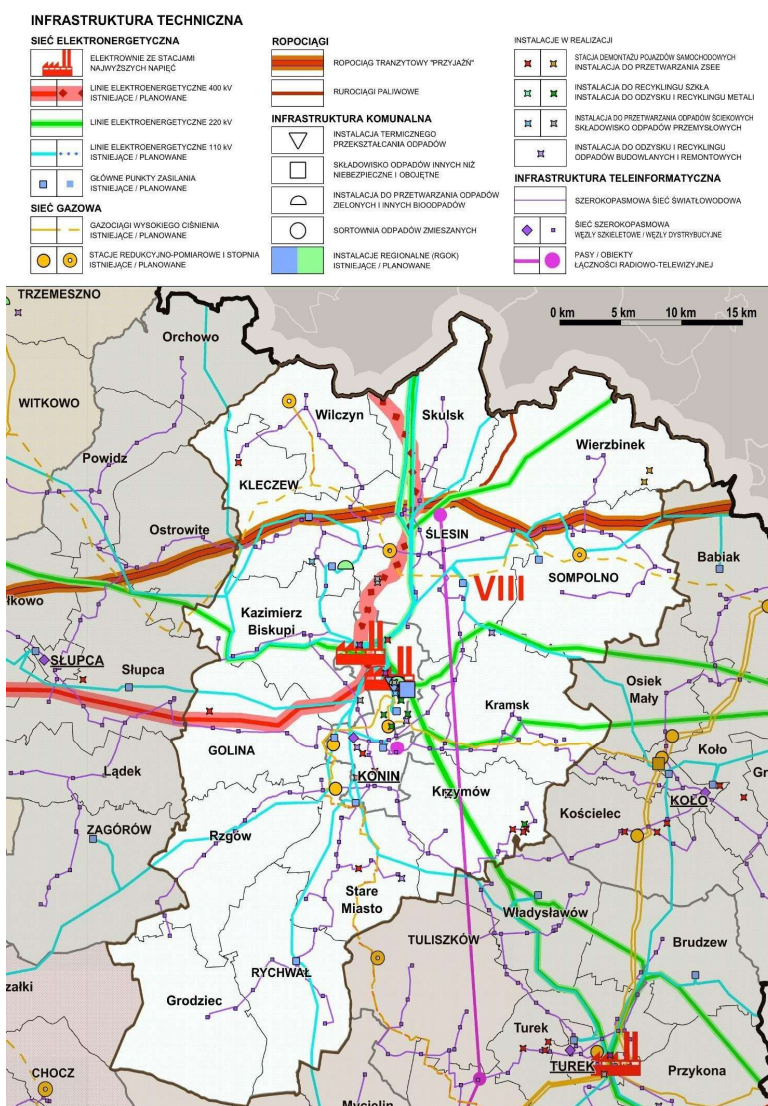 INFRASTRUKTURA TECHNICZNA
SIEĆ ELEKTRONERGETYCZNA
ELEKTROWNIE ZE STACJAMI
NAJWYŻSZYCH NAPIĘĆ
LINIE ELEKTROENERGETYCZNE 400 kV
ISTNIEJĄCE / PLANOWANE
LINIE ELEKTROENERGETYCZNE 220 kV
LINIE ELEKTROENERGETYCZNE 110 kV
ISTNIEJĄCE / PLANOWANE
GŁÓWNE PUNKTY ZASILANIA
ISTNIEJĄCE / PLANOWANE
SIEĆ GAZOWA
GAZOCIĄGI WYSOKIEGO CIŚNIENIA
ISTNIEJĄCE / PLANOWANE
STACJE REDUKCYJNO-POMIAROWE II STOPNIA
ISTNIEJĄCE / PLANOWANE
ROPOCIĄGI
ROPOCIĄG TRANZYTOWY "PRZYJAŹŃ"
RUROCIĄGI PALIWOWE
INFRASTRUKTURA KOMUNALNA
INSTALACJA TERMICZNEGO
PRZEKSZTAŁCANIA ODPADÓW
SKŁADOWISKO ODPADÓW INNYCH NIŻ
NIEBEZPIECZNE I OBOJĘTNE
INSTALACJA DO PRZETWARZANIA ODPADÓW
ZIELONYCH I INNYCH BIOODPADÓW
SORTOWNIA ODPADÓW ZMIESZANYCH
INSTALACJE REGIONALNE (RGOK)
ISTNIEJĄCE / PLANOWANE
INSTALACJE W REALIZACJI
STACJA DEMONTAŻU POJAZDÓW SAMOCHODOWYCH
INSTALACJA DO PRZETWARZANIA ZSEE
INSTALACJA DO RECYKLINGU SZKŁA
INSTALACJA DO ODZYSKU I RECYKLINGU METALI
INSTALACJA DO PRZETWARZANIA ODPADÓW ŚCIEKOWYCH
SKŁADOWISKO ODPADÓW PRZEMYSŁOWYCH
INSTALACJA DO ODZYSKU I RECYKLINGU
ODPADÓW BUDOWLANYCH I REMONTOWYCH
INFRASTRUKTURA TELEINFORMATYCZNA
SZEROKOPASMOWA SIEĆ ŚWIATŁOWODOWA
SIEĆ SZEROKOPASMOWA
WĘZŁY SZKIELETOWE / WĘZŁY DYSTRYBUCYJNE
PASY / OBIEKTY
ŁĄCZNOŚCI RADIOWO-TELEWIZYJNEJ
TRZEMESZNO
0 km 5 km 10 km 15 km
Orchowo
WITKOWO
Wilczyn
Skulsk
Wierzbinek
Powidz
KLECZEW
Ostrowite
ŚLESIN
Babiak
SOMPOLNO
VIII
łkowo
Kazimierz
Biskupi
SŁUPCA
Słupca
Osiek
Mały
Kramsk
GOLINA
Koło
Lądek
KONIN
Gr
Krzymów
KOŁO
Kościelec
ZAGÓRÓW
Rzgów
Stare
Miasto
Władysławów
TULISZKÓW
Brudzew
RYCHWAŁ
załki
Grodziec
Turek
TUREK
Przykona
CHOCZ
Mycielin